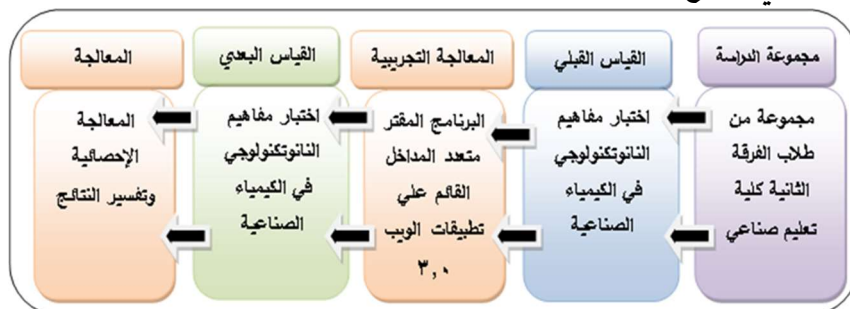 مجموعة الدراسة
القياس القبلي
المعالجة التجريبية
القياس البعدي
المعالجة
مجموعة من
طلاب الفرقة
الثانية كلية
تعليم صناعي
اختبار مفاهيم
النانوتكنولوجي
في الكيمياء
الصناعية
البرنامج المقتر
متعدد المداخل
القائم علي
تطبيقات الويب
٣,٠
اختبار مفاهيم
النانوتكنولوجي
في الكيمياء
الصناعية
المعالجة
الإحصائية
وتفسير النتائج